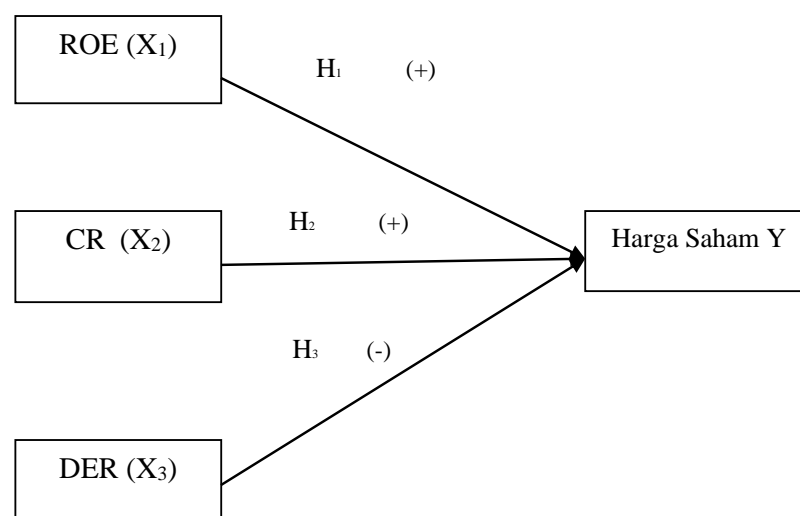 ROE (X₁)
H₁ (+)
CR (X₂)
H₂ (+)
Harga Saham Y
H₃ (-)
DER (X₃)